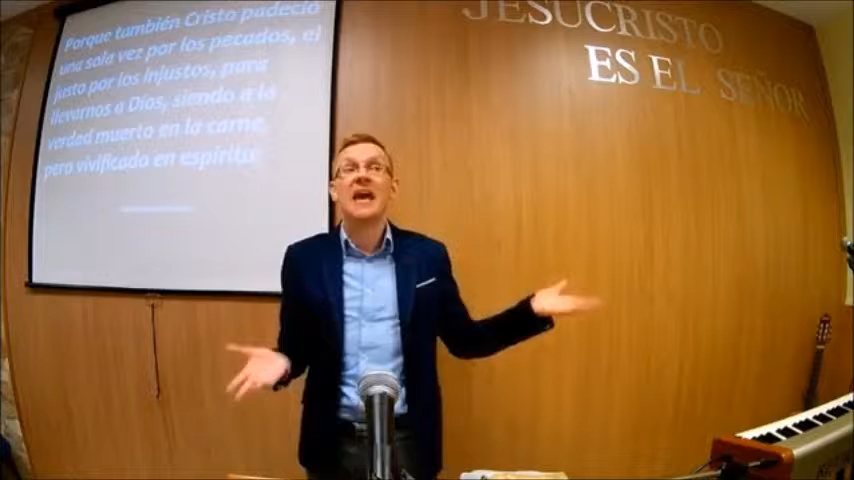 Porque también Cristo padeció
una sola vez por los pecados, el
justo por los injustos, para
llevarnos a Dios, siendo a la
verdad muerto en la carne,
pero vivificado en espíritu
JESUCRISTO
ES EL SEÑOR